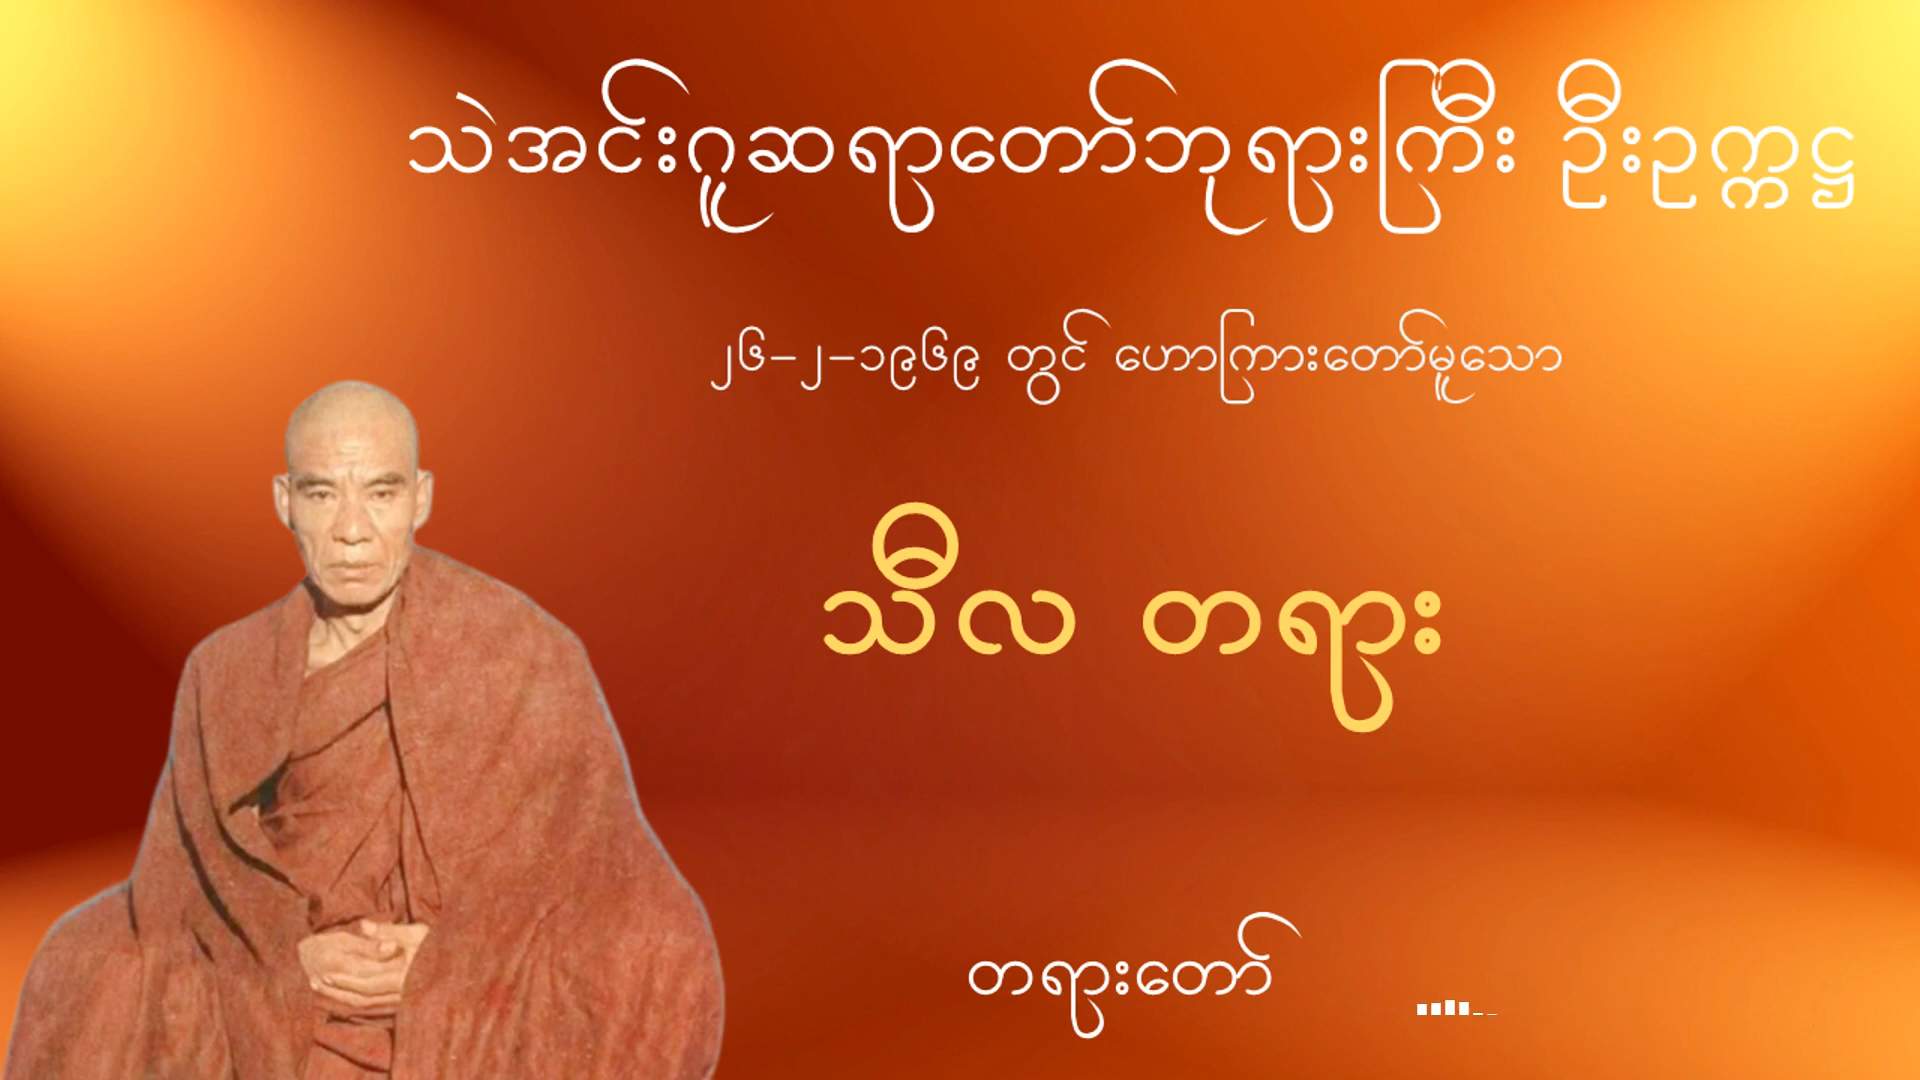 သဲအင်းဂူဆရာတော်ဘုရားကြီး ဦးဥက္ကဋ္ဌ
၂၆-၂-၁၉၆၉ တွင် ဟောကြားတော်မူသော
သီလ တရား
တရားတော်